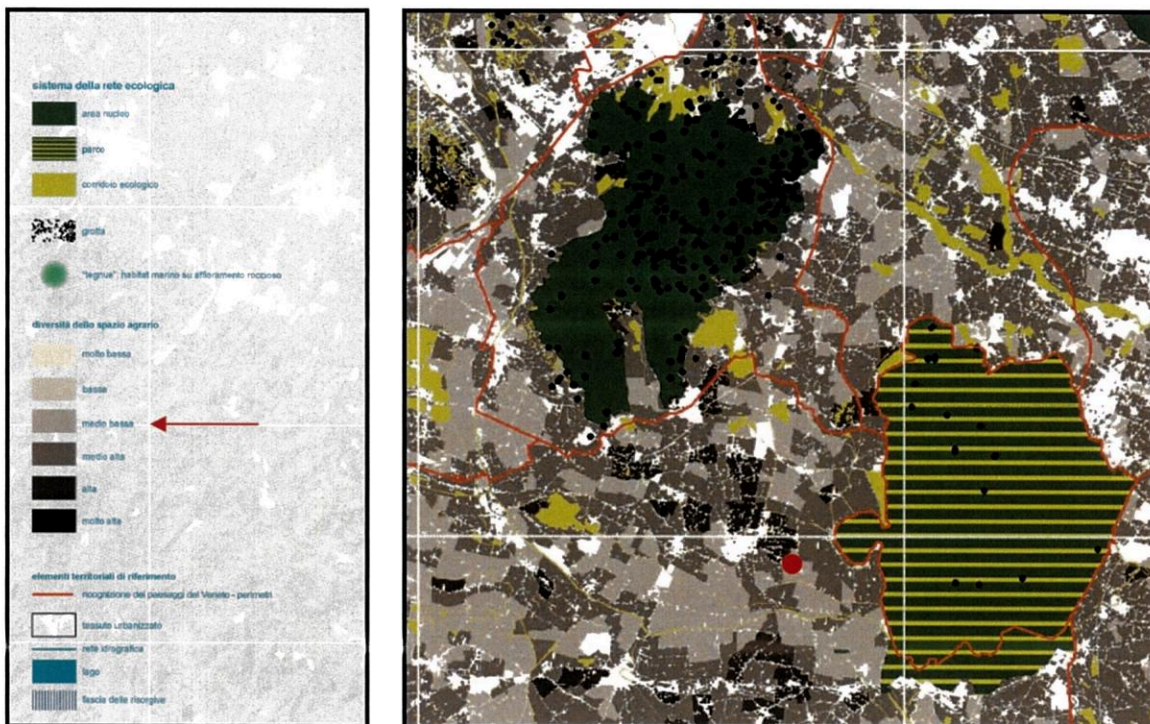 sistema della rete ecologica
area nucleo
parco
corridoio ecologico
grotta
"tegnue": habitat marino su affioramento roccioso
diversità dello spazio agrario
molto bassa
bassa
medio bassa
medio alta
alta
molto alta
elementi territoriali di riferimento
ricognizione dei paesaggi del Veneto - perimetri
tessuto urbanizzato
rete idrografica
lago
fascia delle risorgive